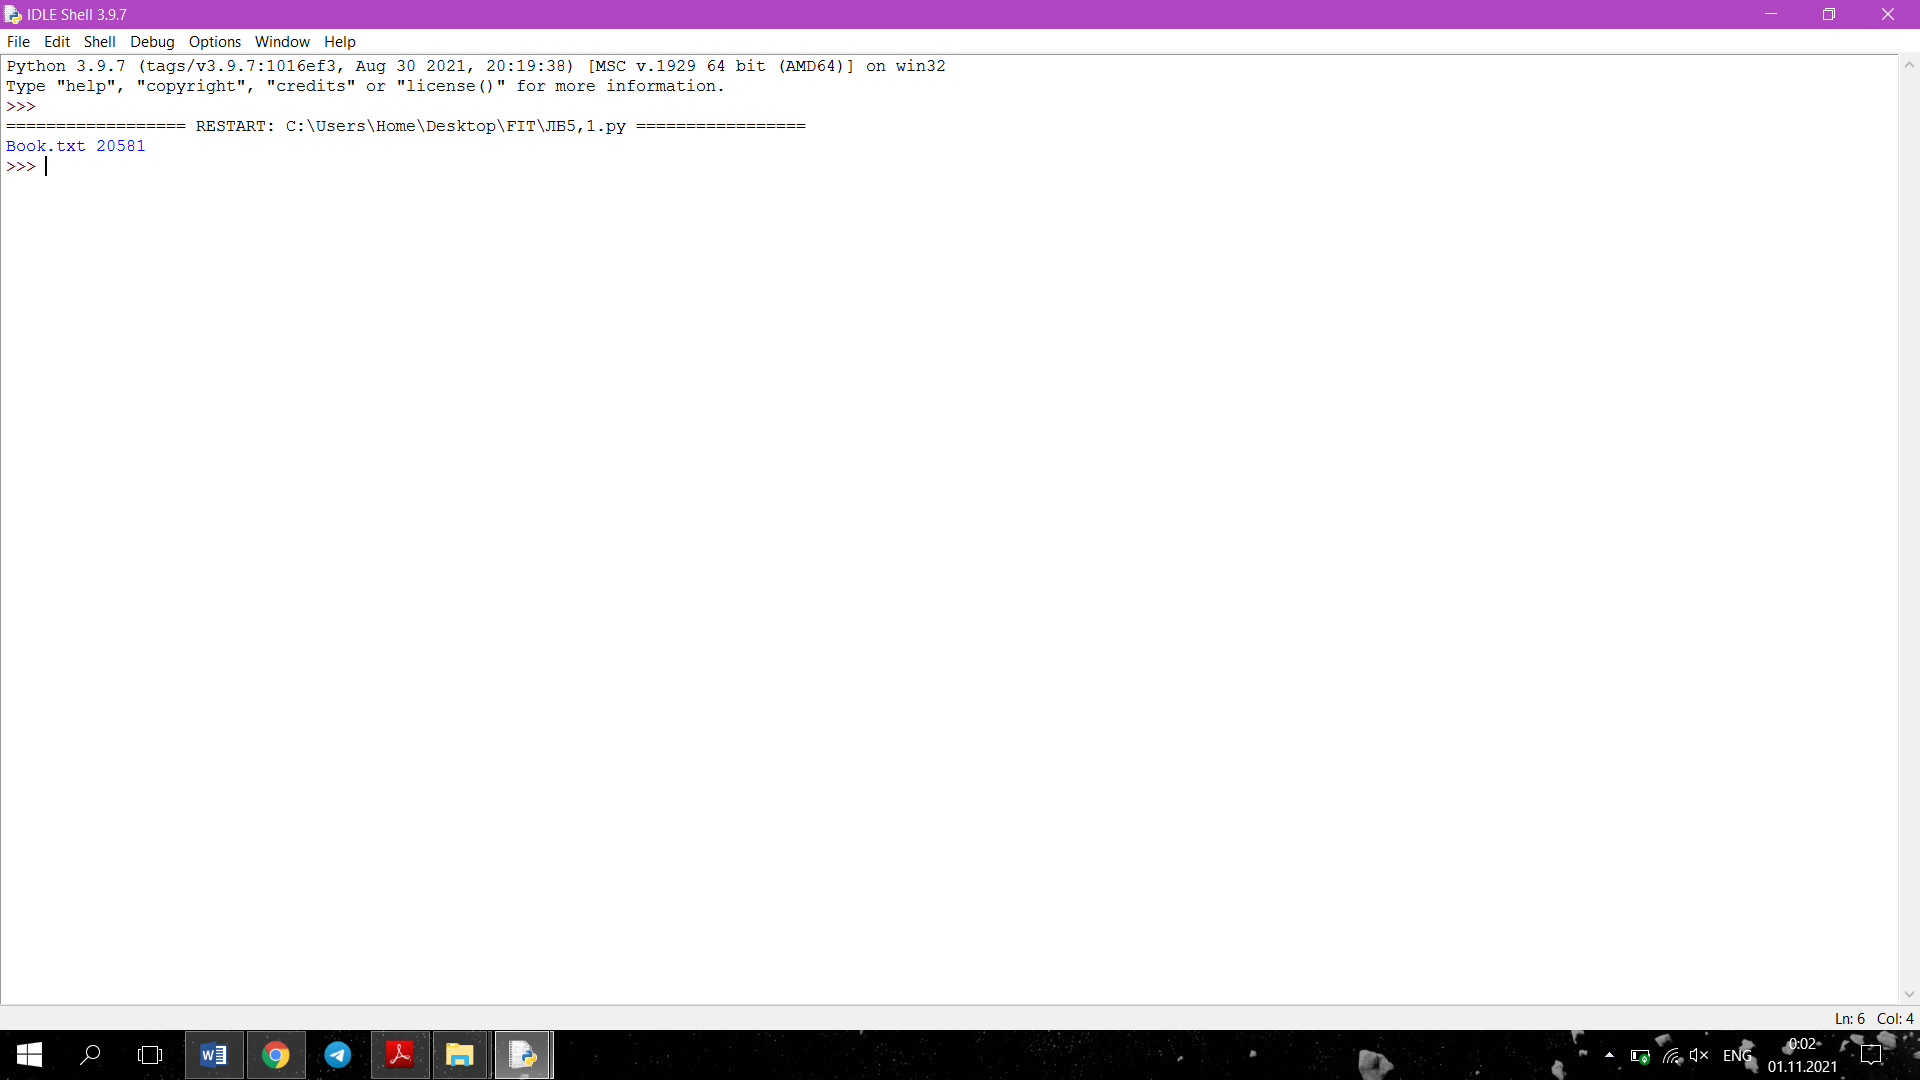 IDLE Shell 3.9.7
File Edit Shell Debug Options Window Help
Python 3.9.7 (tags/v3.9.7:1016ef3, Aug 30 2021, 20:19:38) [MSC v.1929 64 bit (AMD64)] on win32
Type "help", "copyright", "credits" or "license()" for more information.
>>>
================== RESTART: C:\Users\Home\Desktop\FIT\ЛВ5,1.py =================
Book.txt 20581
>>>
Ln: 6 Col: 4
ENG
0:02
01.11.2021